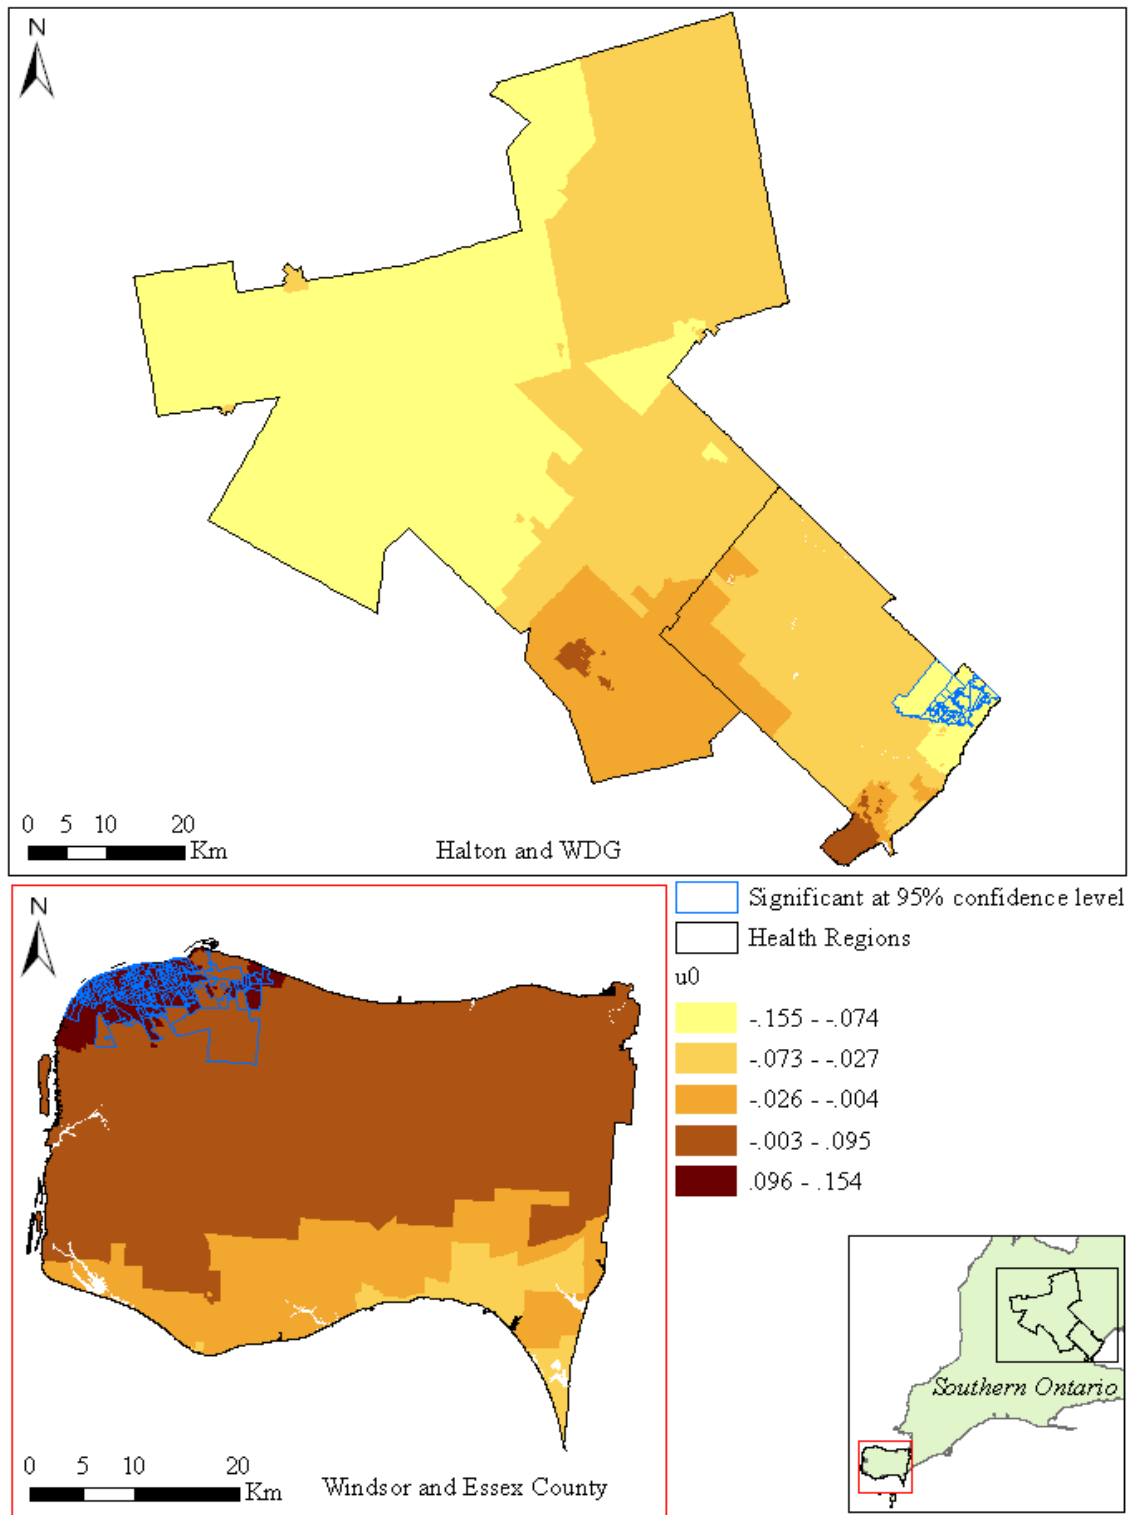 N
0 5 10 20
Km
Halton and WDG
N
Significant at 95% confidence level
Health Regions
u0
-.155 - -.074
-.073 - -.027
-.026 - -.004
-.003 - .095
.096 - .154
Southern Ontario
0 5 10 20
Km
Windsor and Essex County